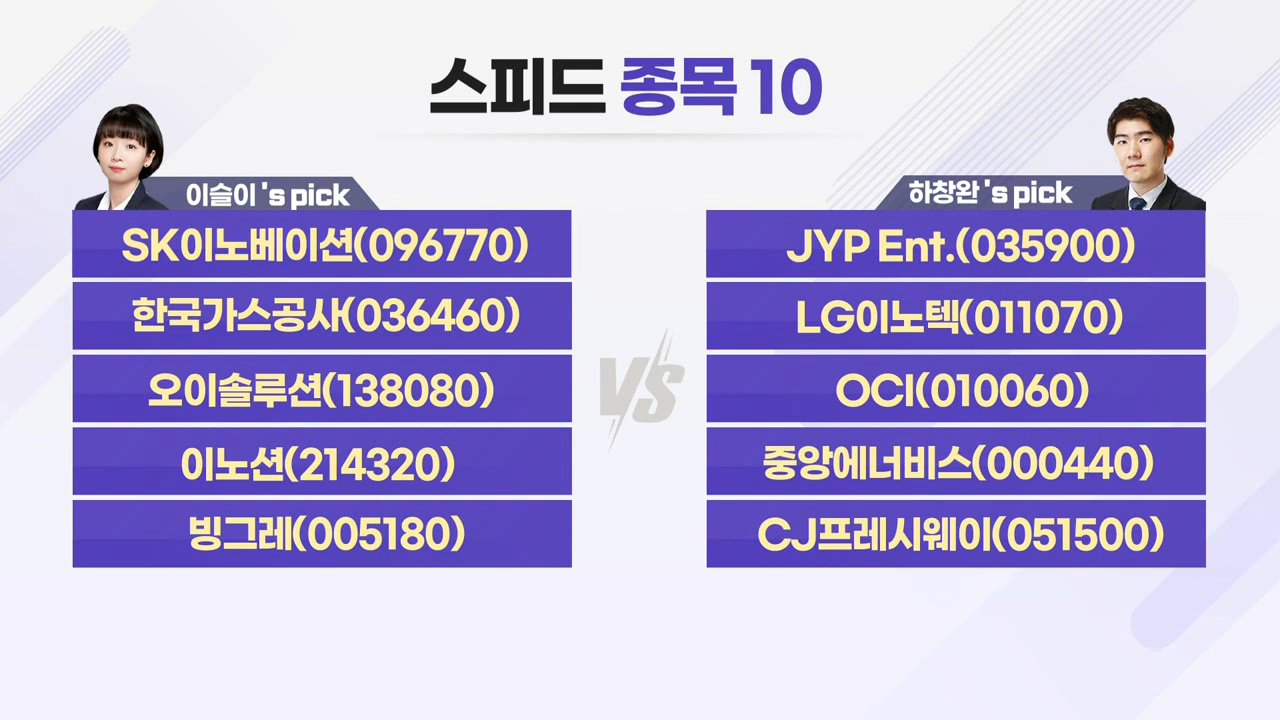 스피드 종목 10
이슬이 's pick
SK이노베이션(096770)
한국가스공사(036460)
오이솔루션(138080)
이노션(214320)
빙그레(005180)
VS
하창완 's pick
JYP Ent.(035900)
LG이노텍(011070)
OCI(010060)
중앙에너비스(000440)
CJ프레시웨이(051500)